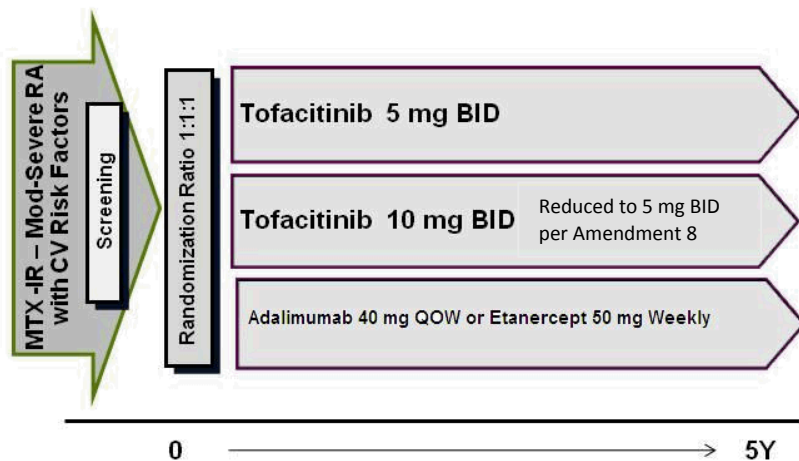 MTX -IR – Mod-Severe RA
with CV Risk Factors
Screening
Randomization Ratio 1:1:1
Tofacitinib 5 mg BID
Tofacitinib 10 mg BID
Reduced to 5 mg BID
per Amendment 8
Adalimumab 40 mg QOW or Etanercept 50 mg Weekly
0
5Y